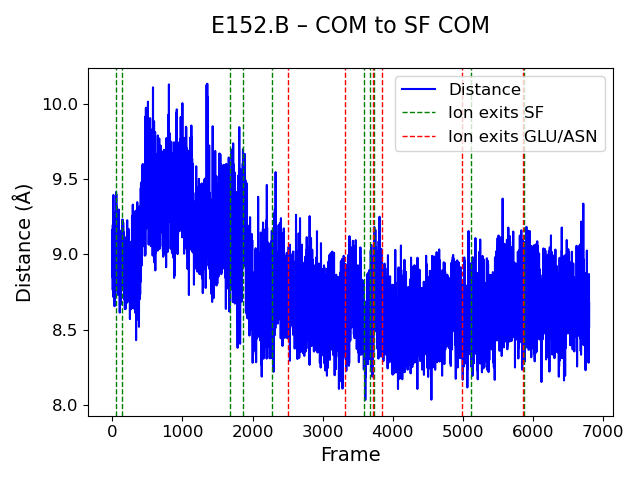 E152.B – COM to SF COM
Distance
Ion exits SF
Ion exits GLU/ASN
Distance (Å)
10.0
9.5
9.0
8.5
8.0
0 1000 2000 3000 4000 5000 6000 7000
Frame